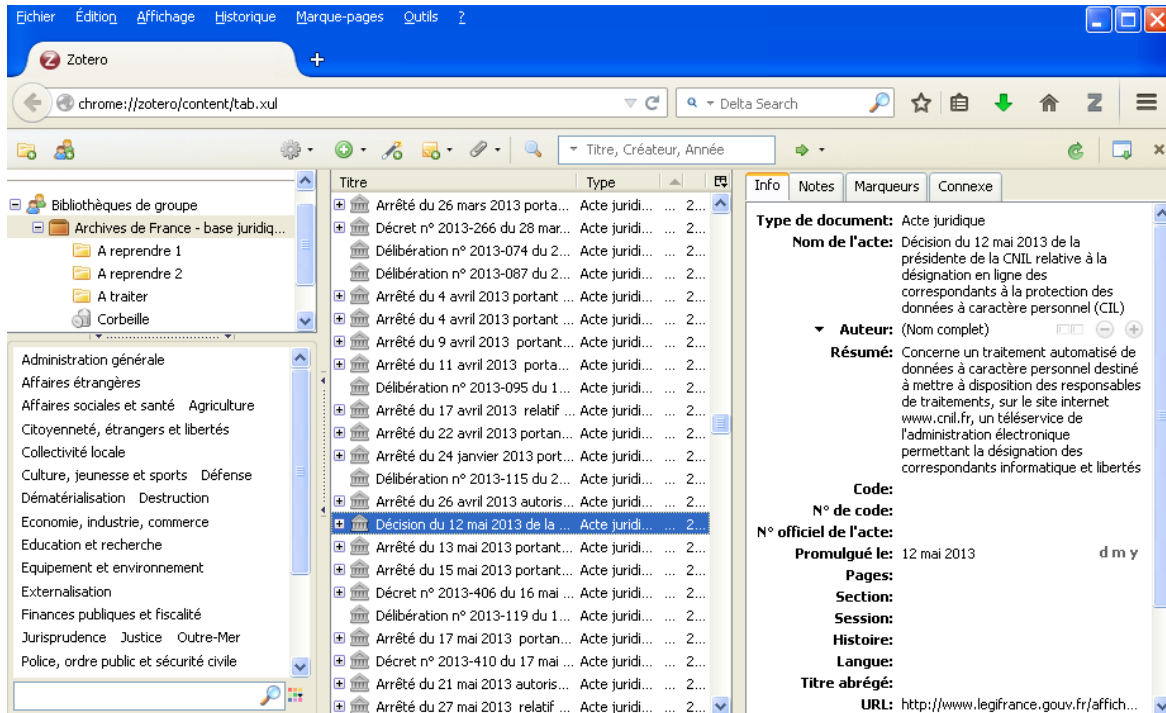 Fichier Édition Affichage Historique Marque-pages Outils ?
Zotero +
chrome://zotero/content/tab.xul
Delta Search
Z
Titre, Créateur, Année
Bibliothèques de groupe
Archives de France - base juridiq...
A reprendre 1
A reprendre 2
A traiter
Corbeille
Administration générale
Affaires étrangères
Affaires sociales et santé Agriculture
Citoyenneté, étrangers et libertés
Collectivité locale
Culture, jeunesse et sports Défense
Dématérialisation Destruction
Economie, industrie, commerce
Education et recherche
Equipement et environnement
Externalisation
Finances publiques et fiscalité
Jurisprudence Justice Outre-Mer
Police, ordre public et sécurité civile
Titre Type
Arrêté du 26 mars 2013 porta... Acte juridi... ... 2...
Décret n° 2013-266 du 28 mar... Acte juridi... ... 2...
Délibération n° 2013-074 du 2... Acte juridi... ... 2...
Délibération n° 2013-087 du 2... Acte juridi... ... 2...
Arrêté du 4 avril 2013 portant ... Acte juridi... ... 2...
Arrêté du 4 avril 2013 portant ... Acte juridi... ... 2...
Arrêté du 9 avril 2013 portant... Acte juridi... ... 2...
Arrêté du 11 avril 2013 porta... Acte juridi... ... 2...
Délibération n° 2013-095 du 1... Acte juridi... ... 2...
Arrêté du 17 avril 2013 relatif ... Acte juridi... ... 2...
Arrêté du 22 avril 2013 portan... Acte juridi... ... 2...
Arrêté du 24 janvier 2013 port... Acte juridi... ... 2...
Délibération n° 2013-115 du 2... Acte juridi... ... 2...
Arrêté du 26 avril 2013 autoris... Acte juridi... ... 2...
Décision du 12 mai 2013 de la ... Acte juridi... ... 2...
Arrêté du 13 mai 2013 portant... Acte juridi... ... 2...
Arrêté du 15 mai 2013 portant... Acte juridi... ... 2...
Décret n° 2013-406 du 16 mai ... Acte juridi... ... 2...
Délibération n° 2013-119 du 1... Acte juridi... ... 2...
Arrêté du 17 mai 2013 portan... Acte juridi... ... 2...
Décret n° 2013-410 du 17 mai ... Acte juridi... ... 2...
Arrêté du 21 mai 2013 autoris... Acte juridi... ... 2...
Arrêté du 27 mai 2013 relatif ... Acte juridi... ... 2...
Info Notes Marqueurs Connexe
Type de document: Acte juridique
Nom de l'acte: Décision du 12 mai 2013 de la
présidente de la CNIL relative à la
désignation en ligne des
correspondants à la protection des
données à caractère personnel (CIL)
Auteur: (Nom complet)
Résumé: Concerne un traitement automatisé de
données à caractère personnel destiné
à mettre à disposition des responsables
de traitements, sur le site internet
www.cnil.fr, un téléservice de
l'administration électronique
permettant la désignation des
correspondants informatique et libertés
Code:
N° de code:
N° officiel de l'acte:
Promulgué le: 12 mai 2013 d m y
Pages:
Section:
Session:
Histoire:
Langue:
Titre abrégé:
URL: http://www.legifrance.gouv.fr/affich...